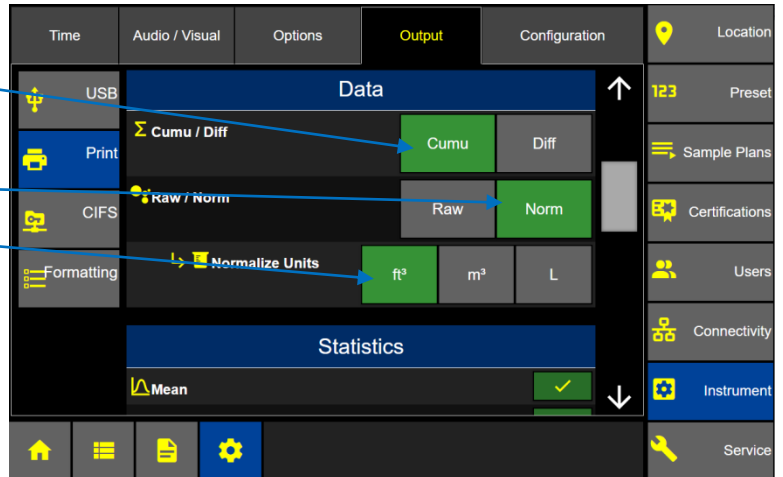 Time
Audio / Visual
Options
Output
Configuration
Location
USB
Data
123
Preset
Σ Cumu / Diff
Cumu
Diff
Print
Sample Plans
Raw / Norm
Raw
Norm
CIFS
Certifications
Normalize Units
ft³
m³
L
Formatting
Users
Statistics
Connectivity
Mean
Instrument
Service